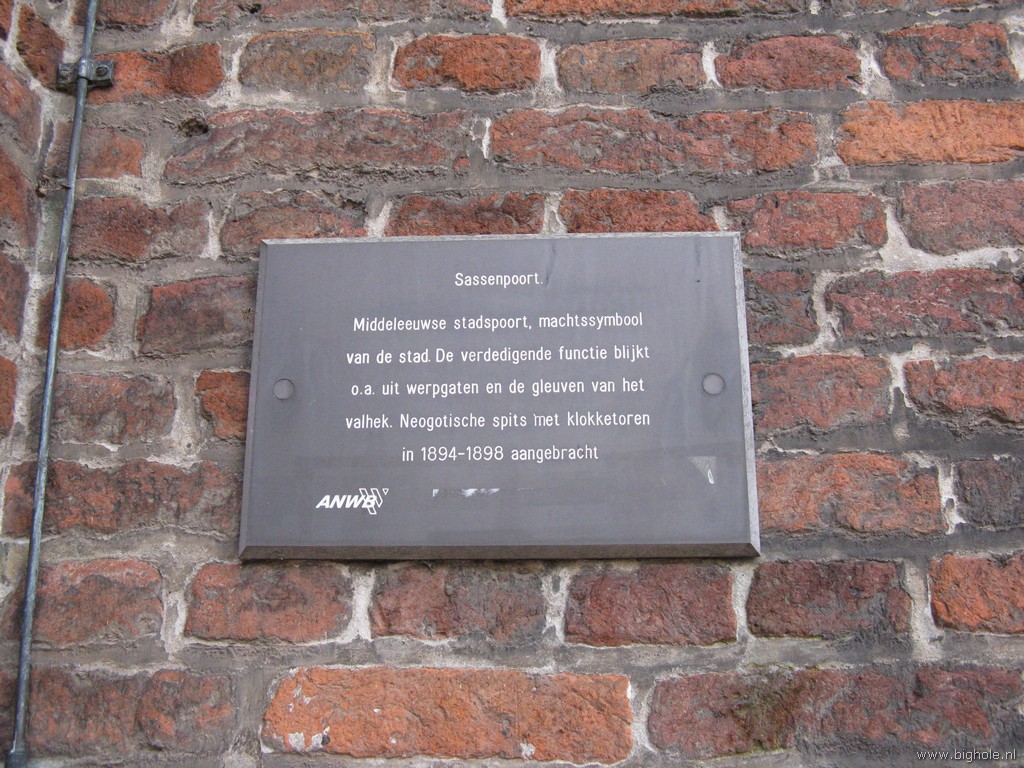 Sassenpoort.
Middeleeuwse stadspoort, machtssymbool
van de stad. De verdedigende functie blijkt
o.a. uit werpgaten en de gleuven van het
valhek. Neogotische spits met klokketoren
in 1894-1898 aangebracht
ANWB
www.bighole.nl